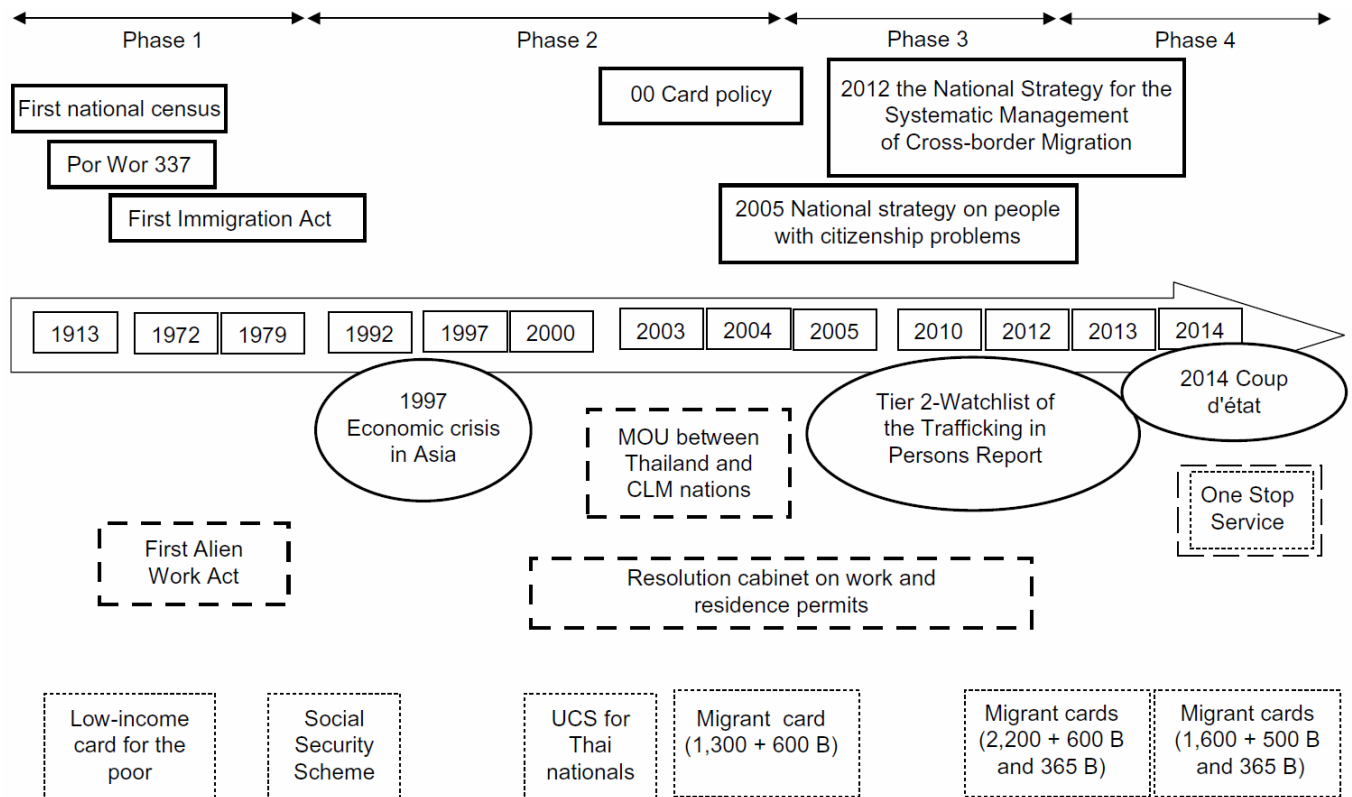 Phase 1
Phase 2
Phase 3
Phase 4
First national census
Por Wor 337
First Immigration Act
00 Card policy
2012 the National Strategy for the
Systematic Management
of Cross-border Migration
2005 National strategy on people
with citizenship problems
1913
1972
1979
1992
1997
2000
2003
2004
2005
2010
2012
2013
2014
1997
Economic crisis
in Asia
MOU between
Thailand and
CLM nations
Tier 2-Watchlist of
the Trafficking in
Persons Report
2014 Coup
d'état
One Stop
Service
First Alien
Work Act
Resolution cabinet on work and
residence permits
Low-income
card for the
poor
Social
Security
Scheme
UCS for
Thai
nationals
Migrant card
(1,300 + 600 B)
Migrant cards
(2,200 + 600 B
and 365 B)
Migrant cards
(1,600 + 500 B
and 365 B)